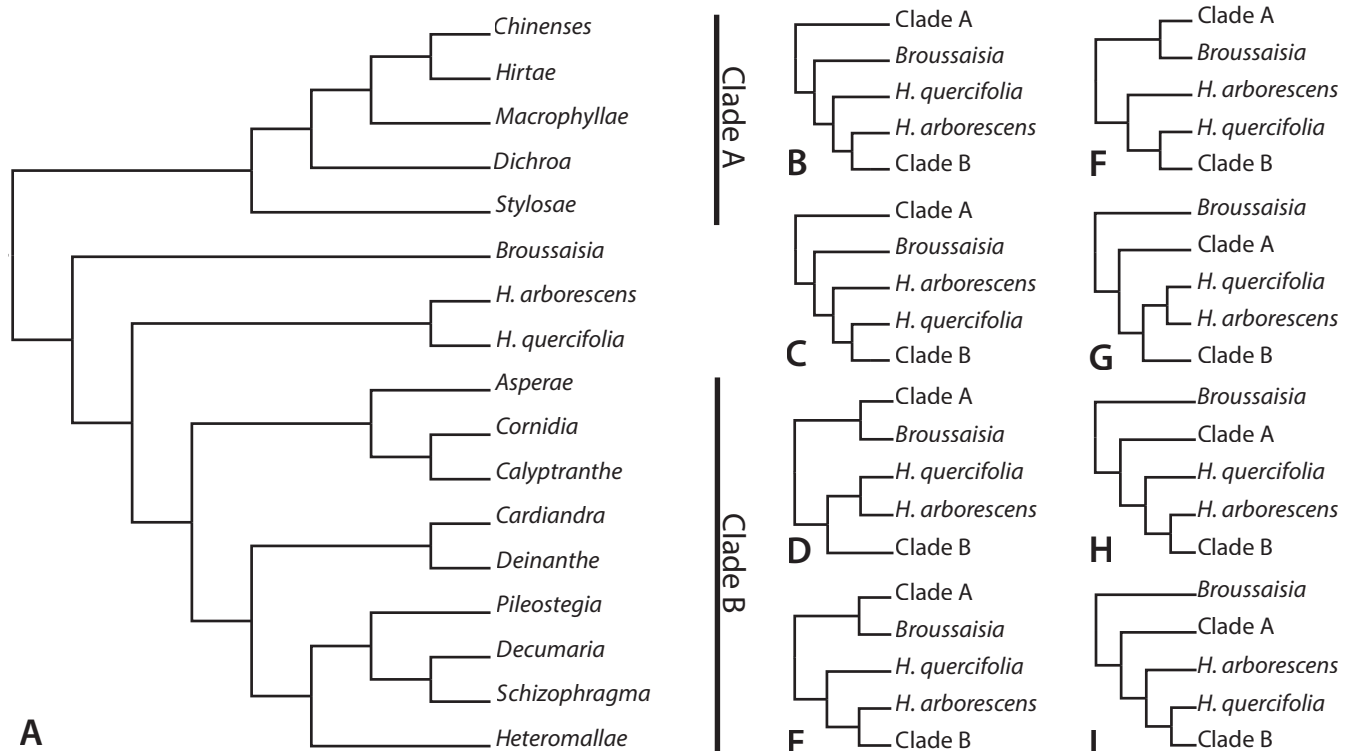 Chinenses
Hirtae
Macrophyllae
Dichroa
Stylosae
Broussaisia
H. arborescens
H. quercifolia
Asperae
Cornidia
Calyptranthe
Cardiandra
Deinanthe
Pileostegia
Decumaria
Schizophragma
Heteromallae
A
Clade A
Clade B
Clade A
Broussaisia
H. quercifolia
H. arborescens
Clade B
B
Clade A
Broussaisia
H. arborescens
H. quercifolia
Clade B
C
Clade A
Broussaisia
H. quercifolia
H. arborescens
Clade B
D
Clade A
Broussaisia
H. quercifolia
H. arborescens
Clade B
E
Clade A
Broussaisia
H. arborescens
H. quercifolia
Clade B
F
Broussaisia
Clade A
H. quercifolia
H. arborescens
Clade B
G
Broussaisia
Clade A
H. quercifolia
H. arborescens
Clade B
H
Broussaisia
Clade A
H. arborescens
H. quercifolia
Clade B
I